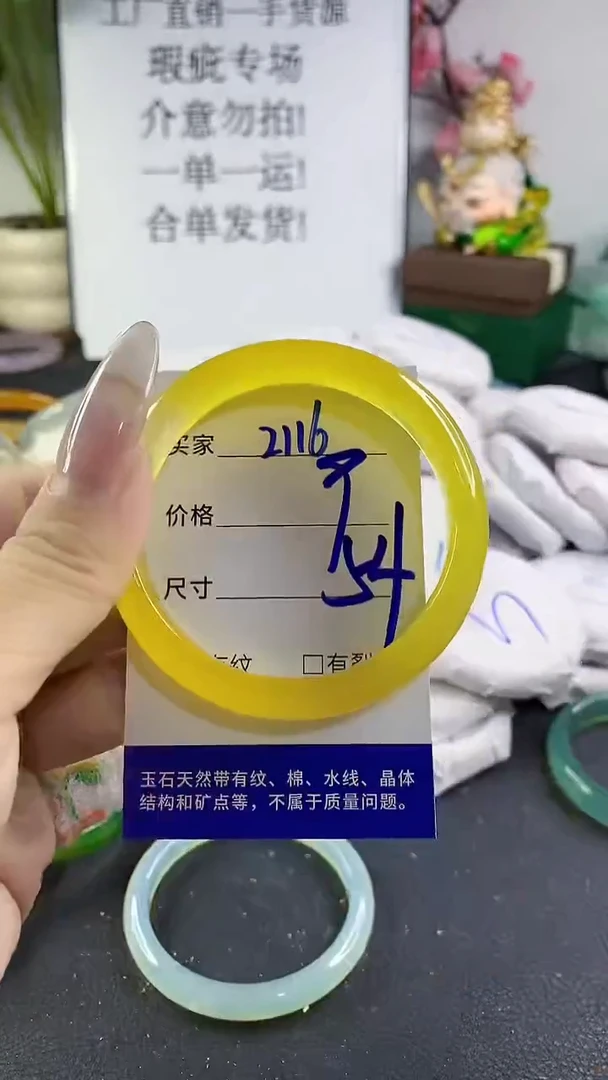 工厂直销一手货源
瑕疵专场
介意勿拍!
一单一运!
合单发货!
买家 2116
价格
尺寸 54
纹 □有裂
玉石天然带有纹、棉、水线、晶体
结构和矿点等，不属于质量问题。